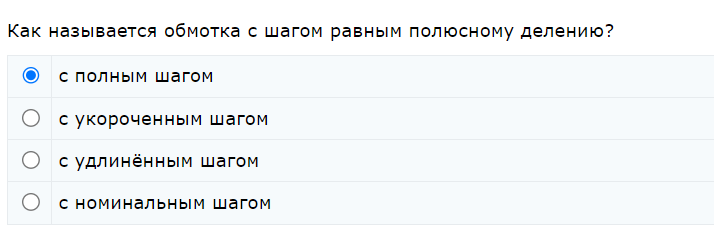 Как называется обмотка с шагом равным полюсному делению?
с полным шагом
с укороченным шагом
с удлинённым шагом
с номинальным шагом